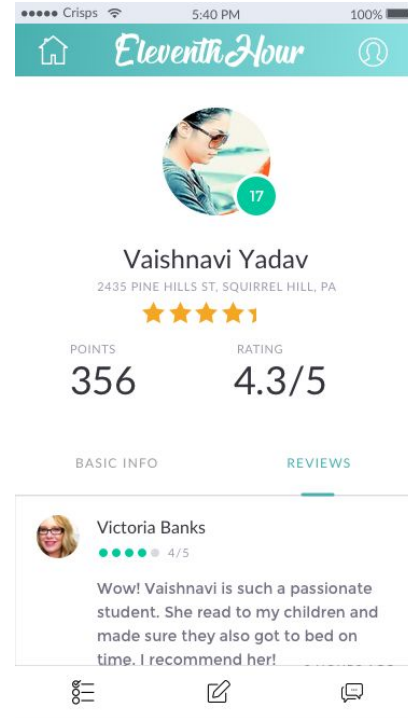 Crisps 5:40 PM 100%
Eleventh Hour
17
Vaishnavi Yadav
2435 PINE HILLS ST, SQUIRREL HILL, PA
POINTS RATING
356 4.3/5
BASIC INFO REVIEWS
Victoria Banks
4/5
Wow! Vaishnavi is such a passionate
student. She read to my children and
made sure they also got to bed on
time. I recommend her!